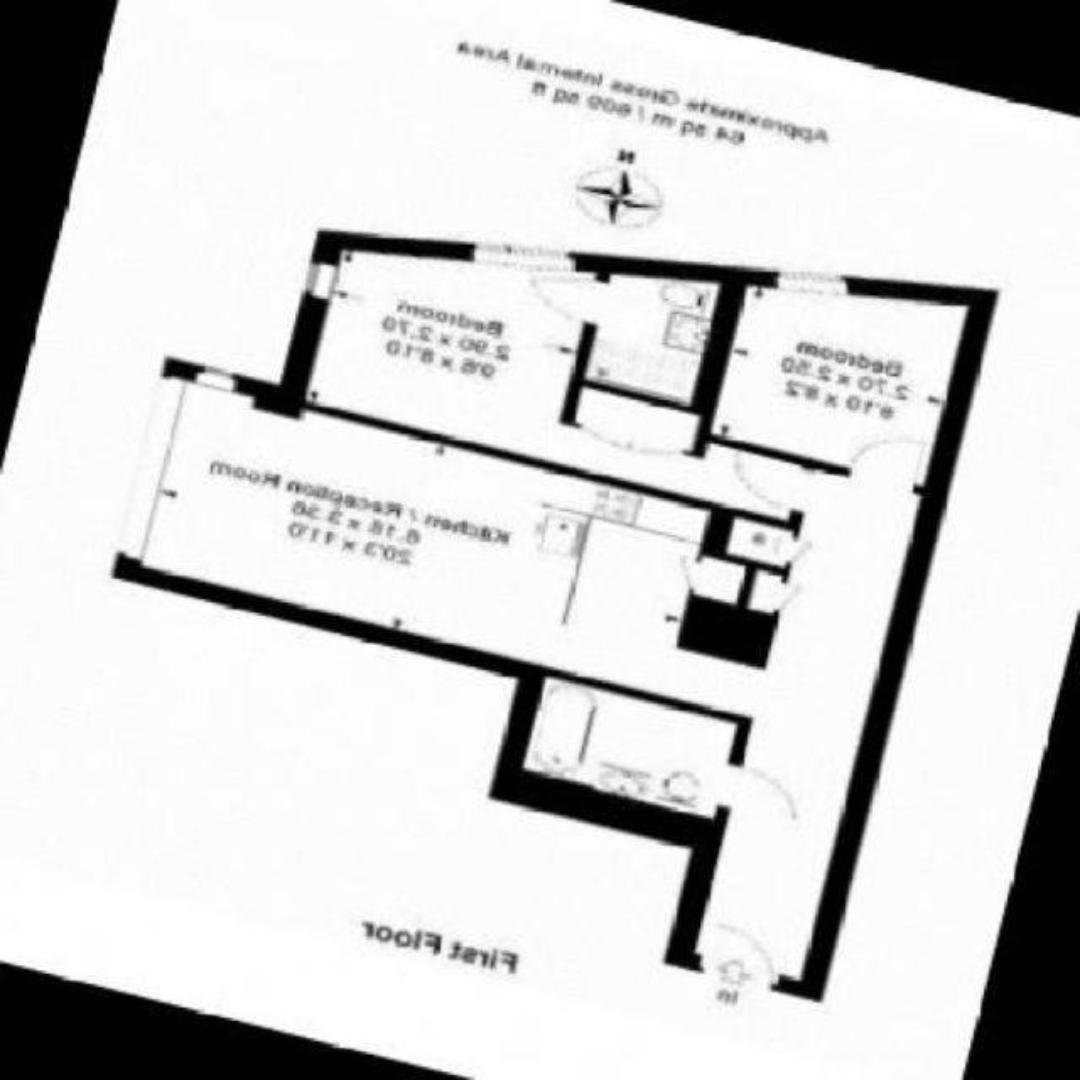 Approximate Gross Internal Area
64 sq m / 689 sq ft
N
Bedroom
2.90 x 2.70
9'6 x 8'10
Bedroom
2.70 x 2.50
8'10 x 8'2
Kitchen / Reception Room
6.16 x 3.36
20'3 x 11'0
In
First Floor